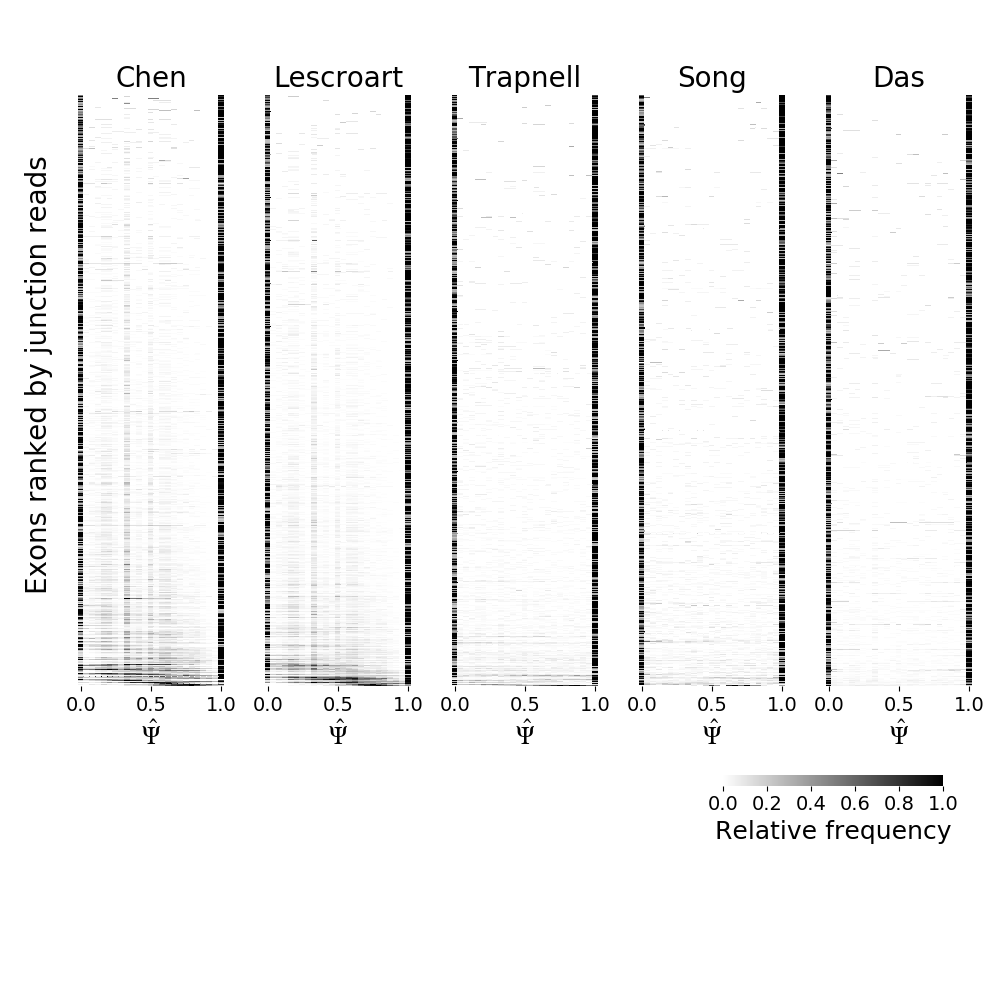 Chen Lescroart Trapnell Song Das
Exons ranked by junction reads
0.0 0.5 1.0 0.0 0.5 1.0 0.0 0.5 1.0 0.0 0.5 1.0 0.0 0.5 1.0
Ψ̂ Ψ̂ Ψ̂ Ψ̂ Ψ̂
0.0 0.2 0.4 0.6 0.8 1.0
Relative frequency